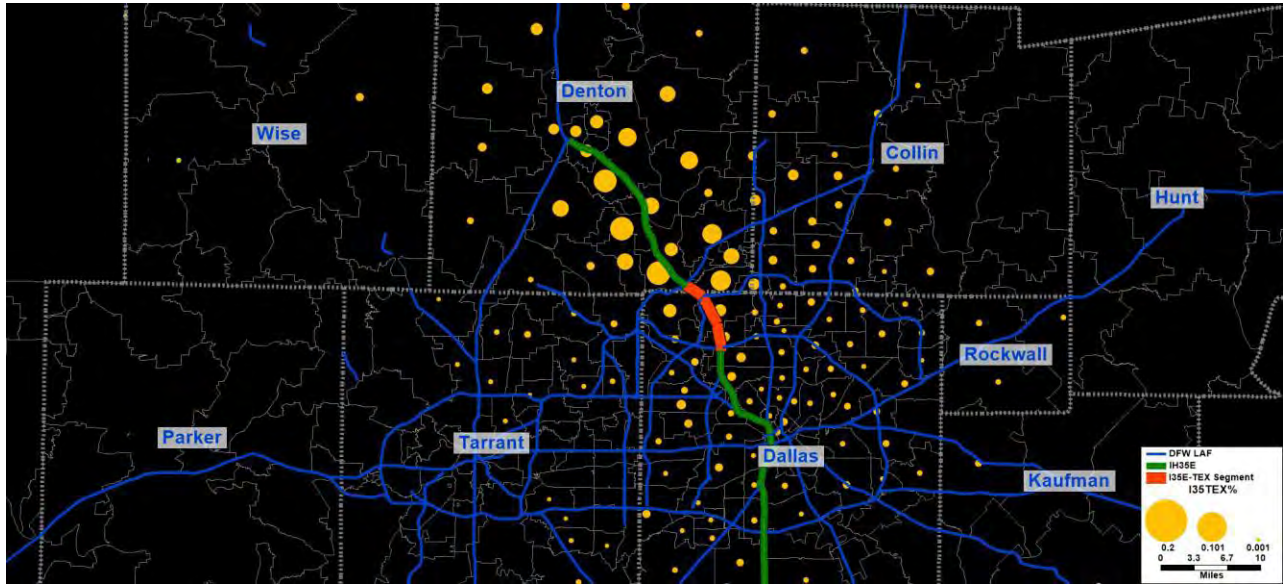 Denton
Wise
Collin
Hunt
Rockwall
Parker
Tarrant
Dallas
Kaufman
DFW LAF
IH35E
I35E-TEX Segment
I35TEX%
0.2 0.101 0.001
0 3.3 6.7 10
Miles